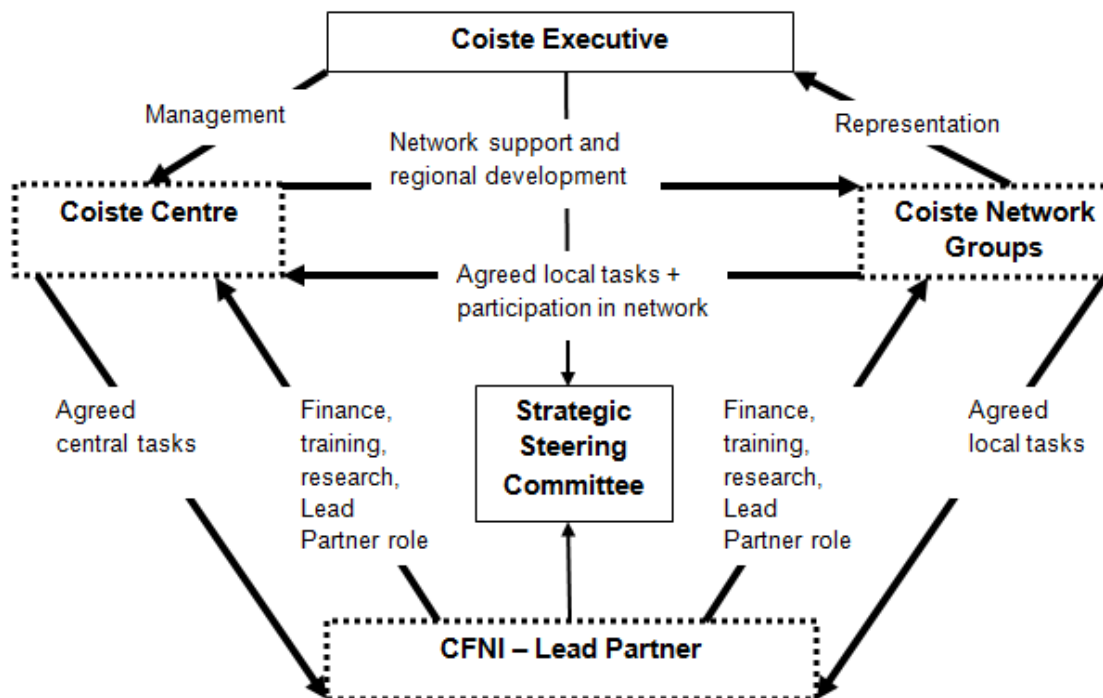 Coiste Executive
Management
Representation
Network support and
regional development
Coiste Centre
Coiste Network
Groups
Agreed local tasks +
participation in network
Agreed
central tasks
Finance,
training,
research,
Lead
Partner role
Strategic
Steering
Committee
Finance,
training,
research,
Lead
Partner role
Agreed
local tasks
CFNI – Lead Partner